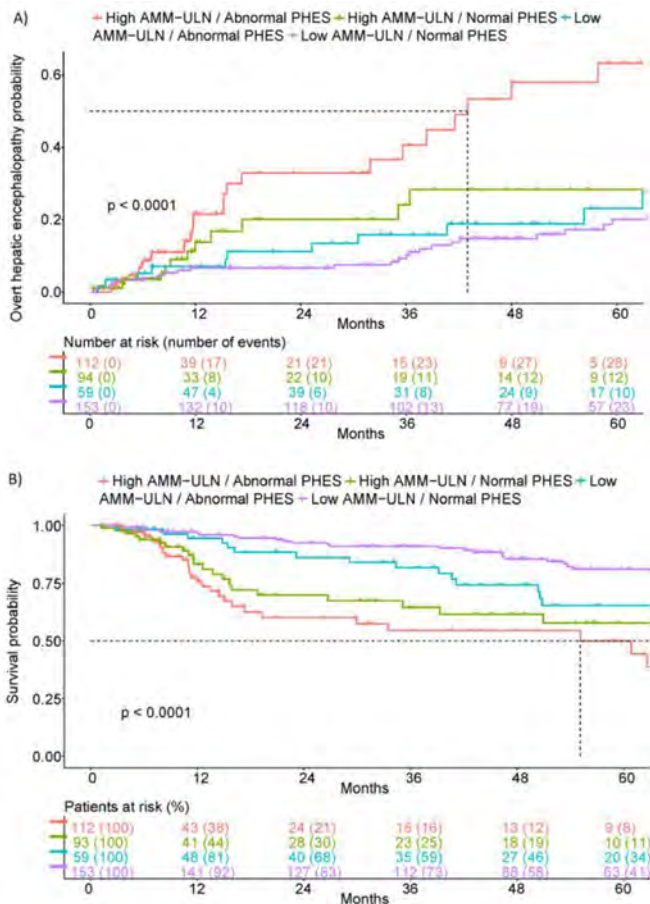 A)
High AMM-ULN / Abnormal PHES High AMM-ULN / Normal PHES Low
AMM-ULN / Abnormal PHES Low AMM-ULN / Normal PHES
Overt hepatic encephalopathy probability
0.6
0.4
0.2
0.0
p < 0.0001
0 12 24 36 48 60
Months
Number at risk (number of events)
112 (0) 39 (17) 21 (21) 15 (23) 9 (27) 5 (28)
94 (0) 33 (8) 22 (10) 19 (11) 14 (12) 9 (12)
59 (0) 47 (4) 39 (6) 31 (8) 24 (9) 17 (10)
153 (0) 132 (10) 118 (10) 102 (13) 77 (19) 57 (23)
0 12 24 36 48 60
Months
B)
High AMM-ULN / Abnormal PHES High AMM-ULN / Normal PHES Low
AMM-ULN / Abnormal PHES Low AMM-ULN / Normal PHES
Survival probability
1.00
0.75
0.50
0.25
0.00
p < 0.0001
0 12 24 36 48 60
Months
Patients at risk (%)
112 (100) 43 (38) 24 (21) 16 (16) 13 (12) 9 (8)
93 (100) 41 (44) 28 (30) 23 (25) 18 (19) 10 (11)
59 (100) 48 (81) 40 (68) 35 (59) 27 (46) 20 (34)
153 (100) 141 (92) 127 (83) 112 (73) 88 (58) 63 (41)
0 12 24 36 48 60
Months